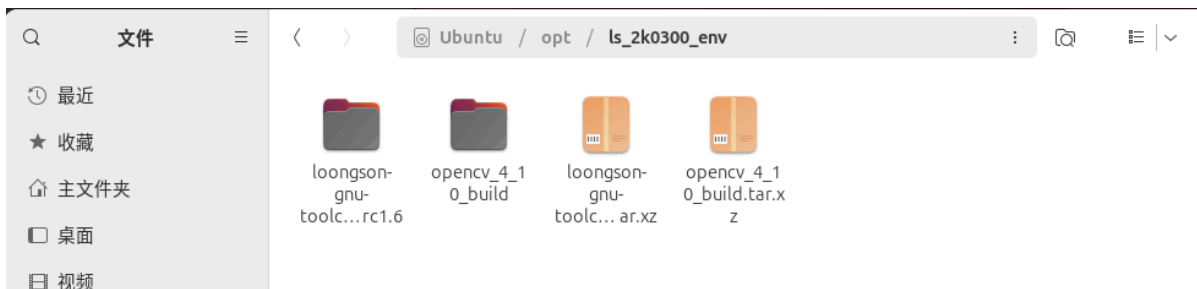 文件
Ubuntu / opt / ls_2k0300_env
最近
收藏
主文件夹
桌面
视频
loongson-
gnu-
toolc...rc1.6
opencv_4_1
0_build
loongson-
gnu-
toolc... ar.xz
opencv_4_1
0_build.tar.x
z